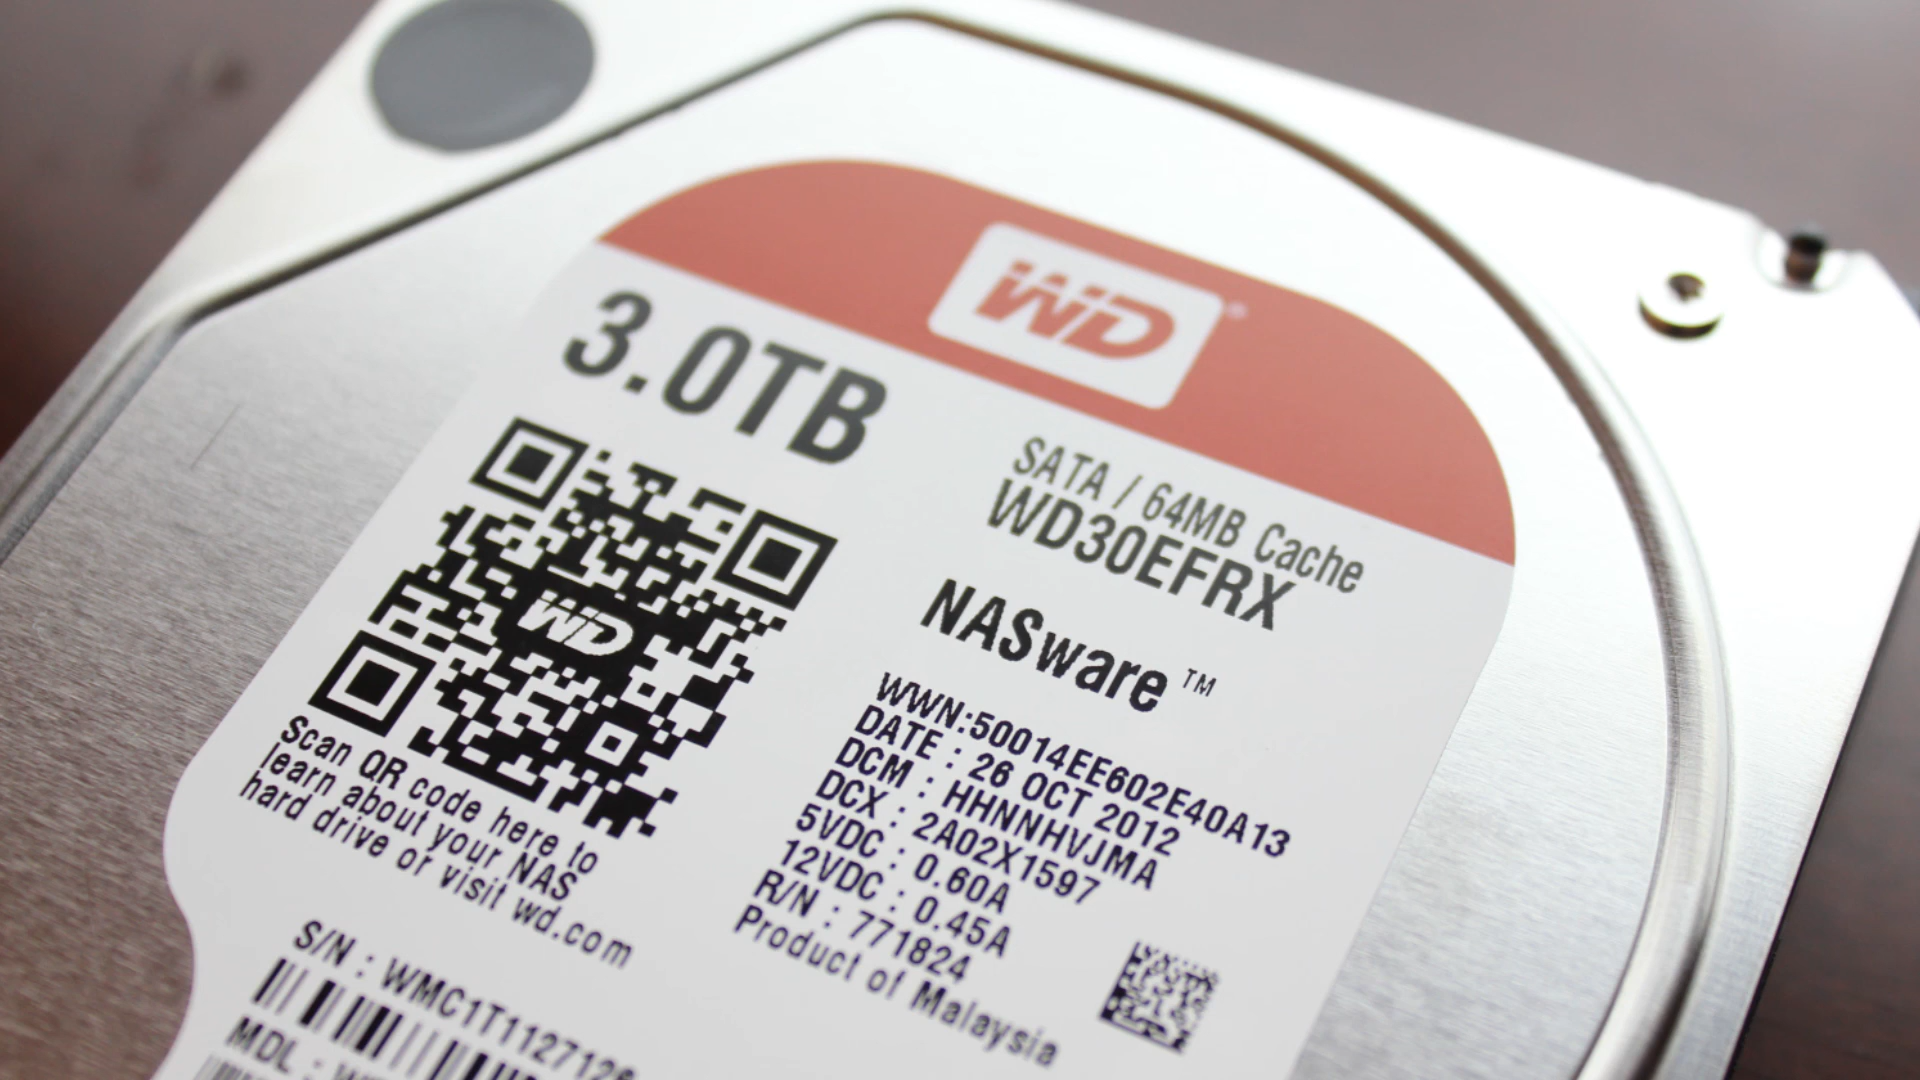 WD®
3.0TB
SATA / 64MB Cache
WD30EFRX
NASware™
WD
Scan QR code here to
learn about your NAS
hard drive or visit wd.com
WWN:50014EE602E40A13
DATE : 26 OCT 2012
DCM : HHNNHVJMA
DCX : 2A02X1597
5VDC : 0.60A
12VDC : 0.45A
R/N : 771824
Product of Malaysia
S/N : WMC1T1127126
MDL :